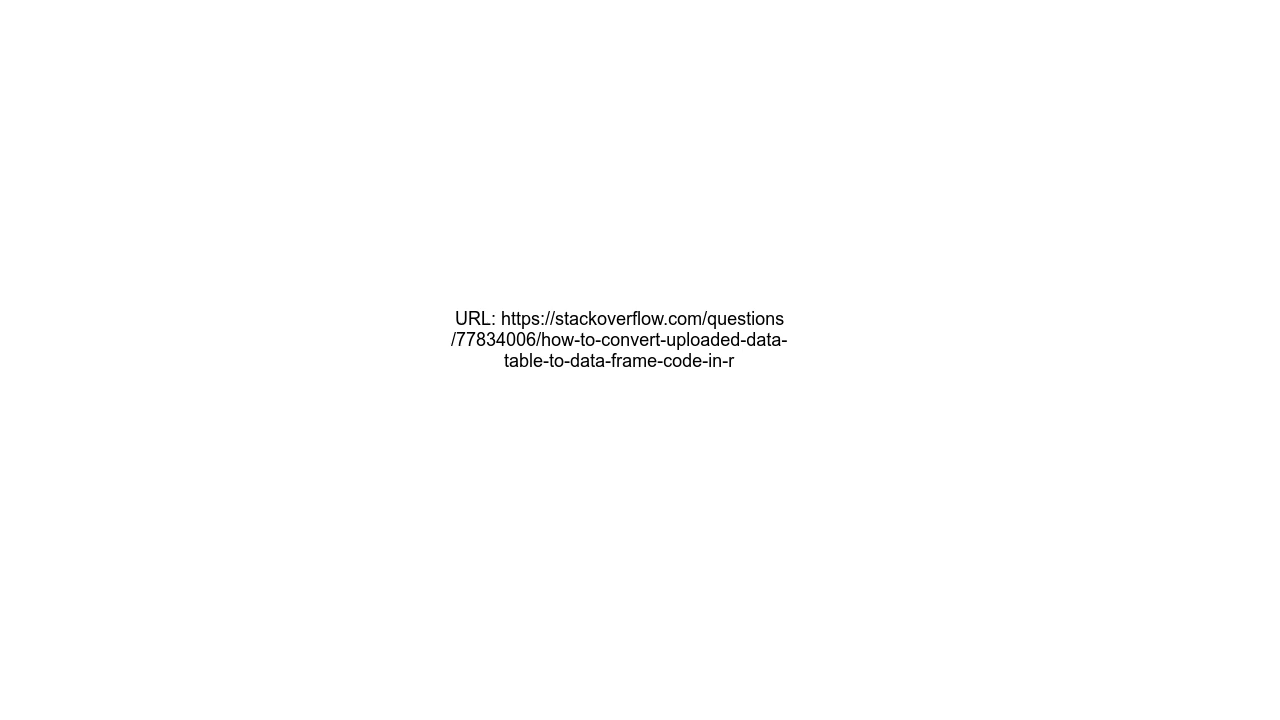 URL: https://stackoverflow.com/questions
/77834006/how-to-convert-uploaded-data-
table-to-data-frame-code-in-r